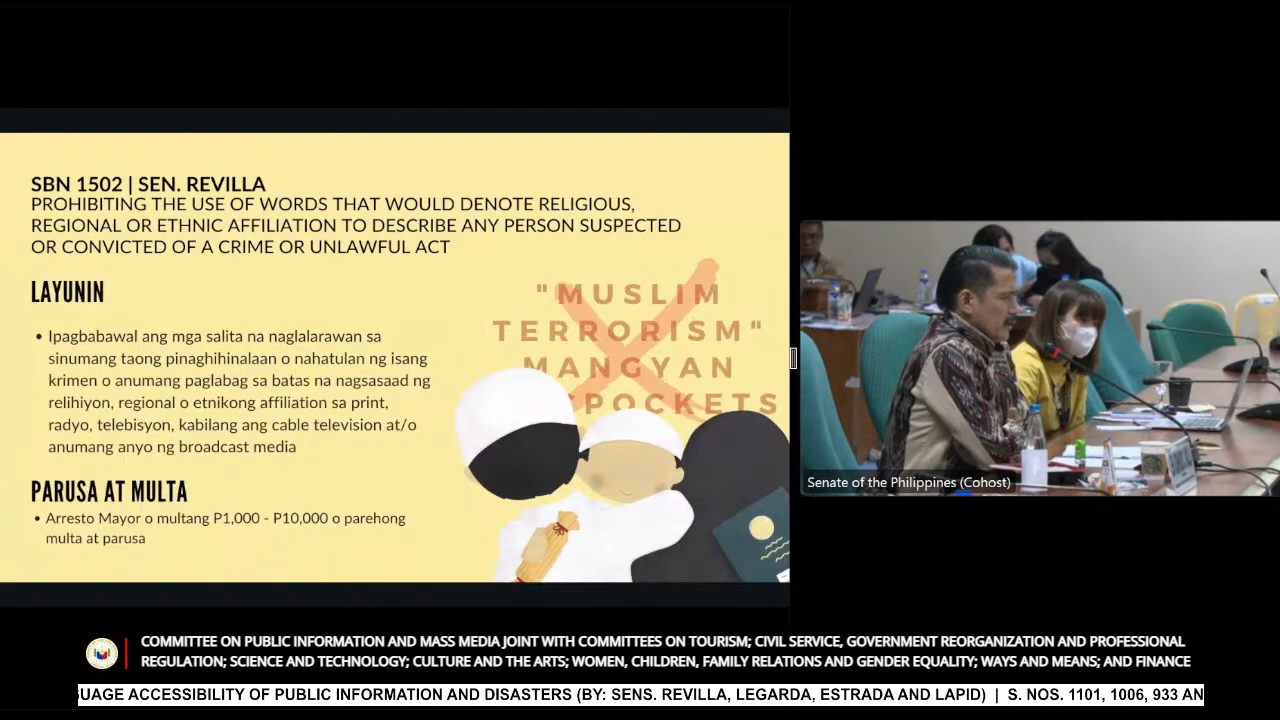 SBN 1502 | SEN. REVILLA
PROHIBITING THE USE OF WORDS THAT WOULD DENOTE RELIGIOUS,
REGIONAL OR ETHNIC AFFILIATION TO DESCRIBE ANY PERSON SUSPECTED
OR CONVICTED OF A CRIME OR UNLAWFUL ACT
LAYUNIN
• Ipagbabawal ang mga salita na naglalarawan sa
sinumang taong pinaghihinalaan o nahatulan ng isang
krimen o anumang paglabag sa batas na nagsasaad ng
relihiyon, regional o etnikong affiliation sa print,
radyo, telebisyon, kabilang ang cable television at/o
anumang anyo ng broadcast media
PARUSA AT MULTA
• Arresto Mayor o multang P1,000 - P10,000 o parehong
multa at parusa
"MUSLIM
TERRORISM"
MANGYAN
Senate of the Philippines (Cohost)
COMMITTEE ON PUBLIC INFORMATION AND MASS MEDIA JOINT WITH COMMITTEES ON TOURISM; CIVIL SERVICE, GOVERNMENT REORGANIZATION AND PROFESSIONAL
REGULATION; SCIENCE AND TECHNOLOGY; CULTURE AND THE ARTS; WOMEN, CHILDREN, FAMILY RELATIONS AND GENDER EQUALITY; WAYS AND MEANS; AND FINANCE
GUAGE ACCESSIBILITY OF PUBLIC INFORMATION AND DISASTERS (BY: SENS. REVILLA, LEGARDA, ESTRADA AND LAPID) | S. NOS. 1101, 1006, 933 AN